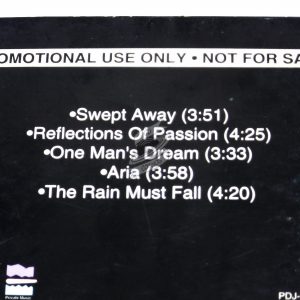 OMOTIONAL USE ONLY • NOT FOR SA
•Swept Away (3:51)
•Reflections Of Passion (4:25)
•One Man's Dream (3:33)
•Aria (3:58)
•The Rain Must Fall (4:20)
Private Music
PDJ-